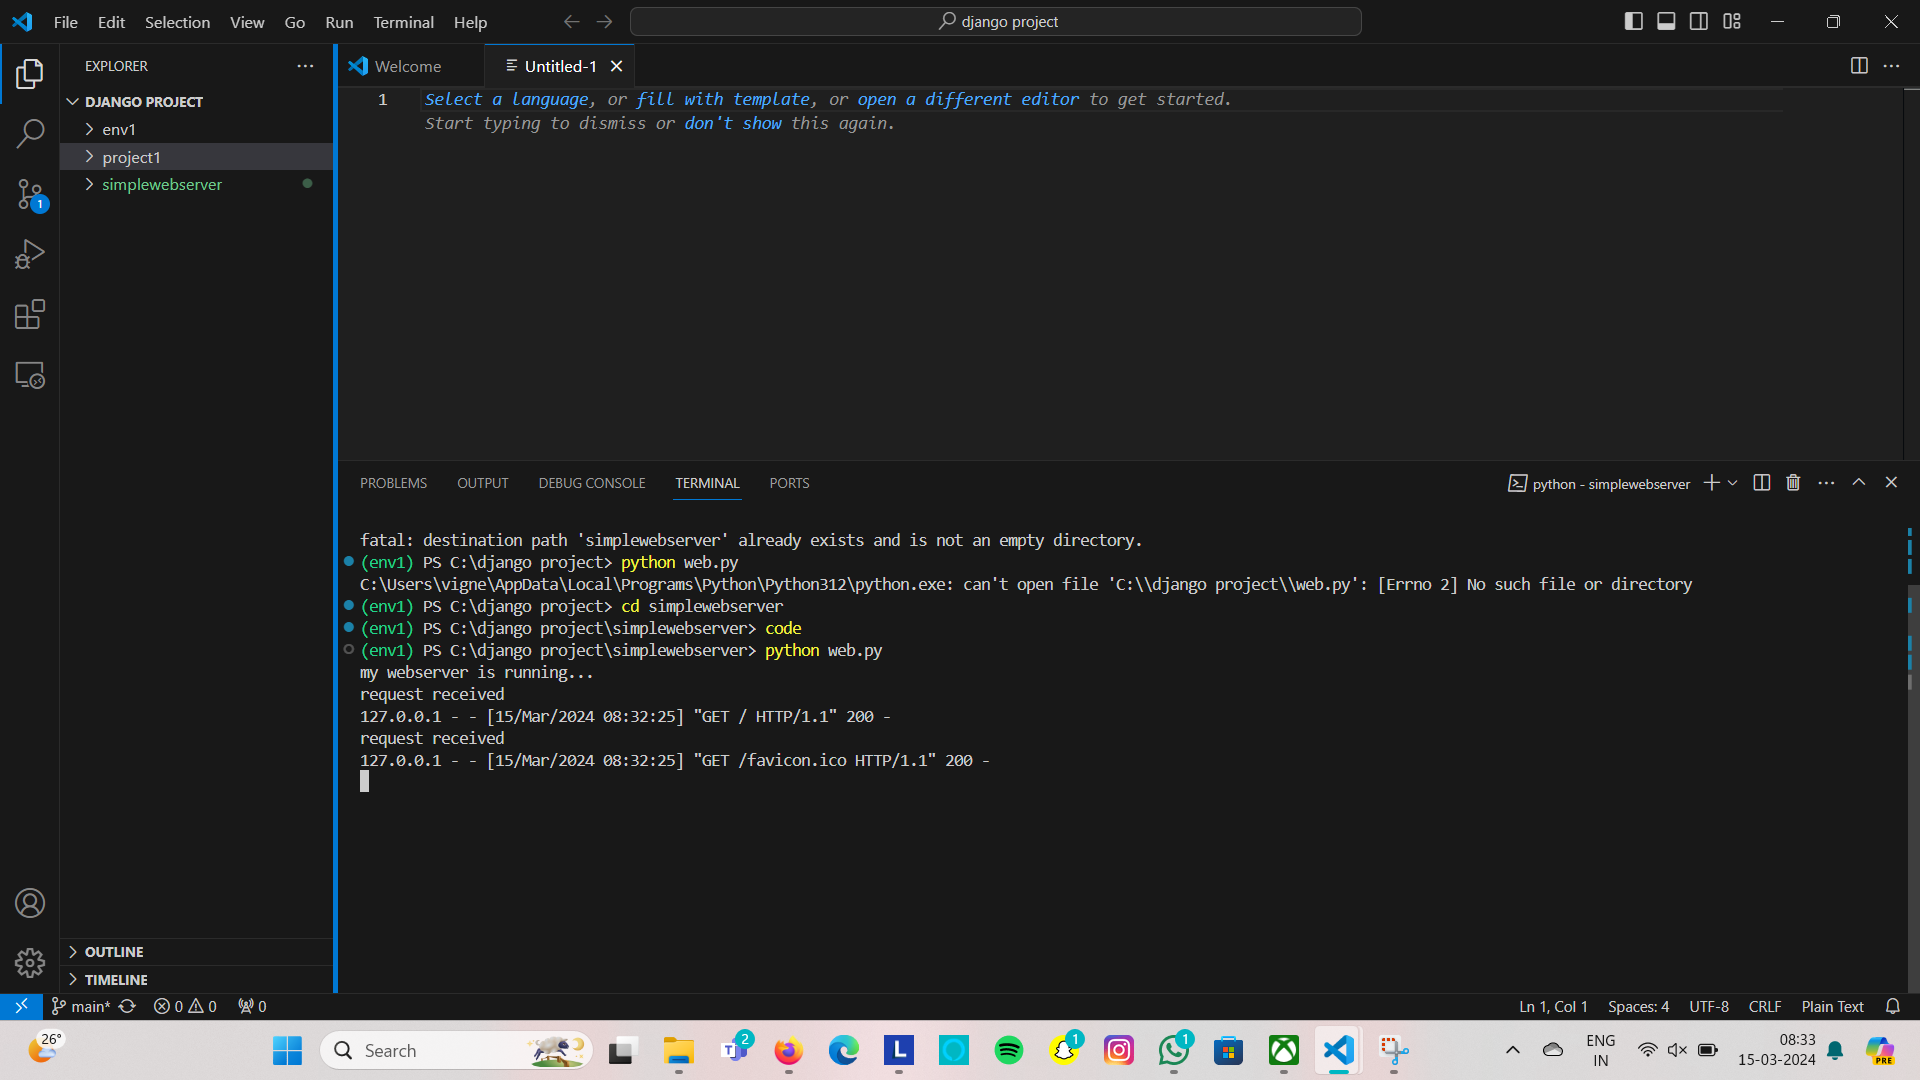 File Edit Selection View Go Run Terminal Help
django project
EXPLORER
DJANGO PROJECT
env1
project1
simplewebserver
1
OUTLINE
TIMELINE
Welcome
Untitled-1
1 Select a language, or fill with template, or open a different editor to get started.
Start typing to dismiss or don't show this again.
PROBLEMS OUTPUT DEBUG CONSOLE TERMINAL PORTS
python - simplewebserver
fatal: destination path 'simplewebserver' already exists and is not an empty directory.
(env1) PS C:\django project> python web.py
C:\Users\vigne\AppData\Local\Programs\Python\Python312\python.exe: can't open file 'C:\\django project\\web.py': [Errno 2] No such file or directory
(env1) PS C:\django project> cd simplewebserver
(env1) PS C:\django project\simplewebserver> code
(env1) PS C:\django project\simplewebserver> python web.py
my webserver is running...
request received
127.0.0.1 - - [15/Mar/2024 08:32:25] "GET / HTTP/1.1" 200 -
request received
127.0.0.1 - - [15/Mar/2024 08:32:25] "GET /favicon.ico HTTP/1.1" 200 -
main* 0 0 0
Ln 1, Col 1 Spaces: 4 UTF-8 CRLF Plain Text
26°
Search
2
T
L
1
1
ENG
IN
08:33
15-03-2024
PRE